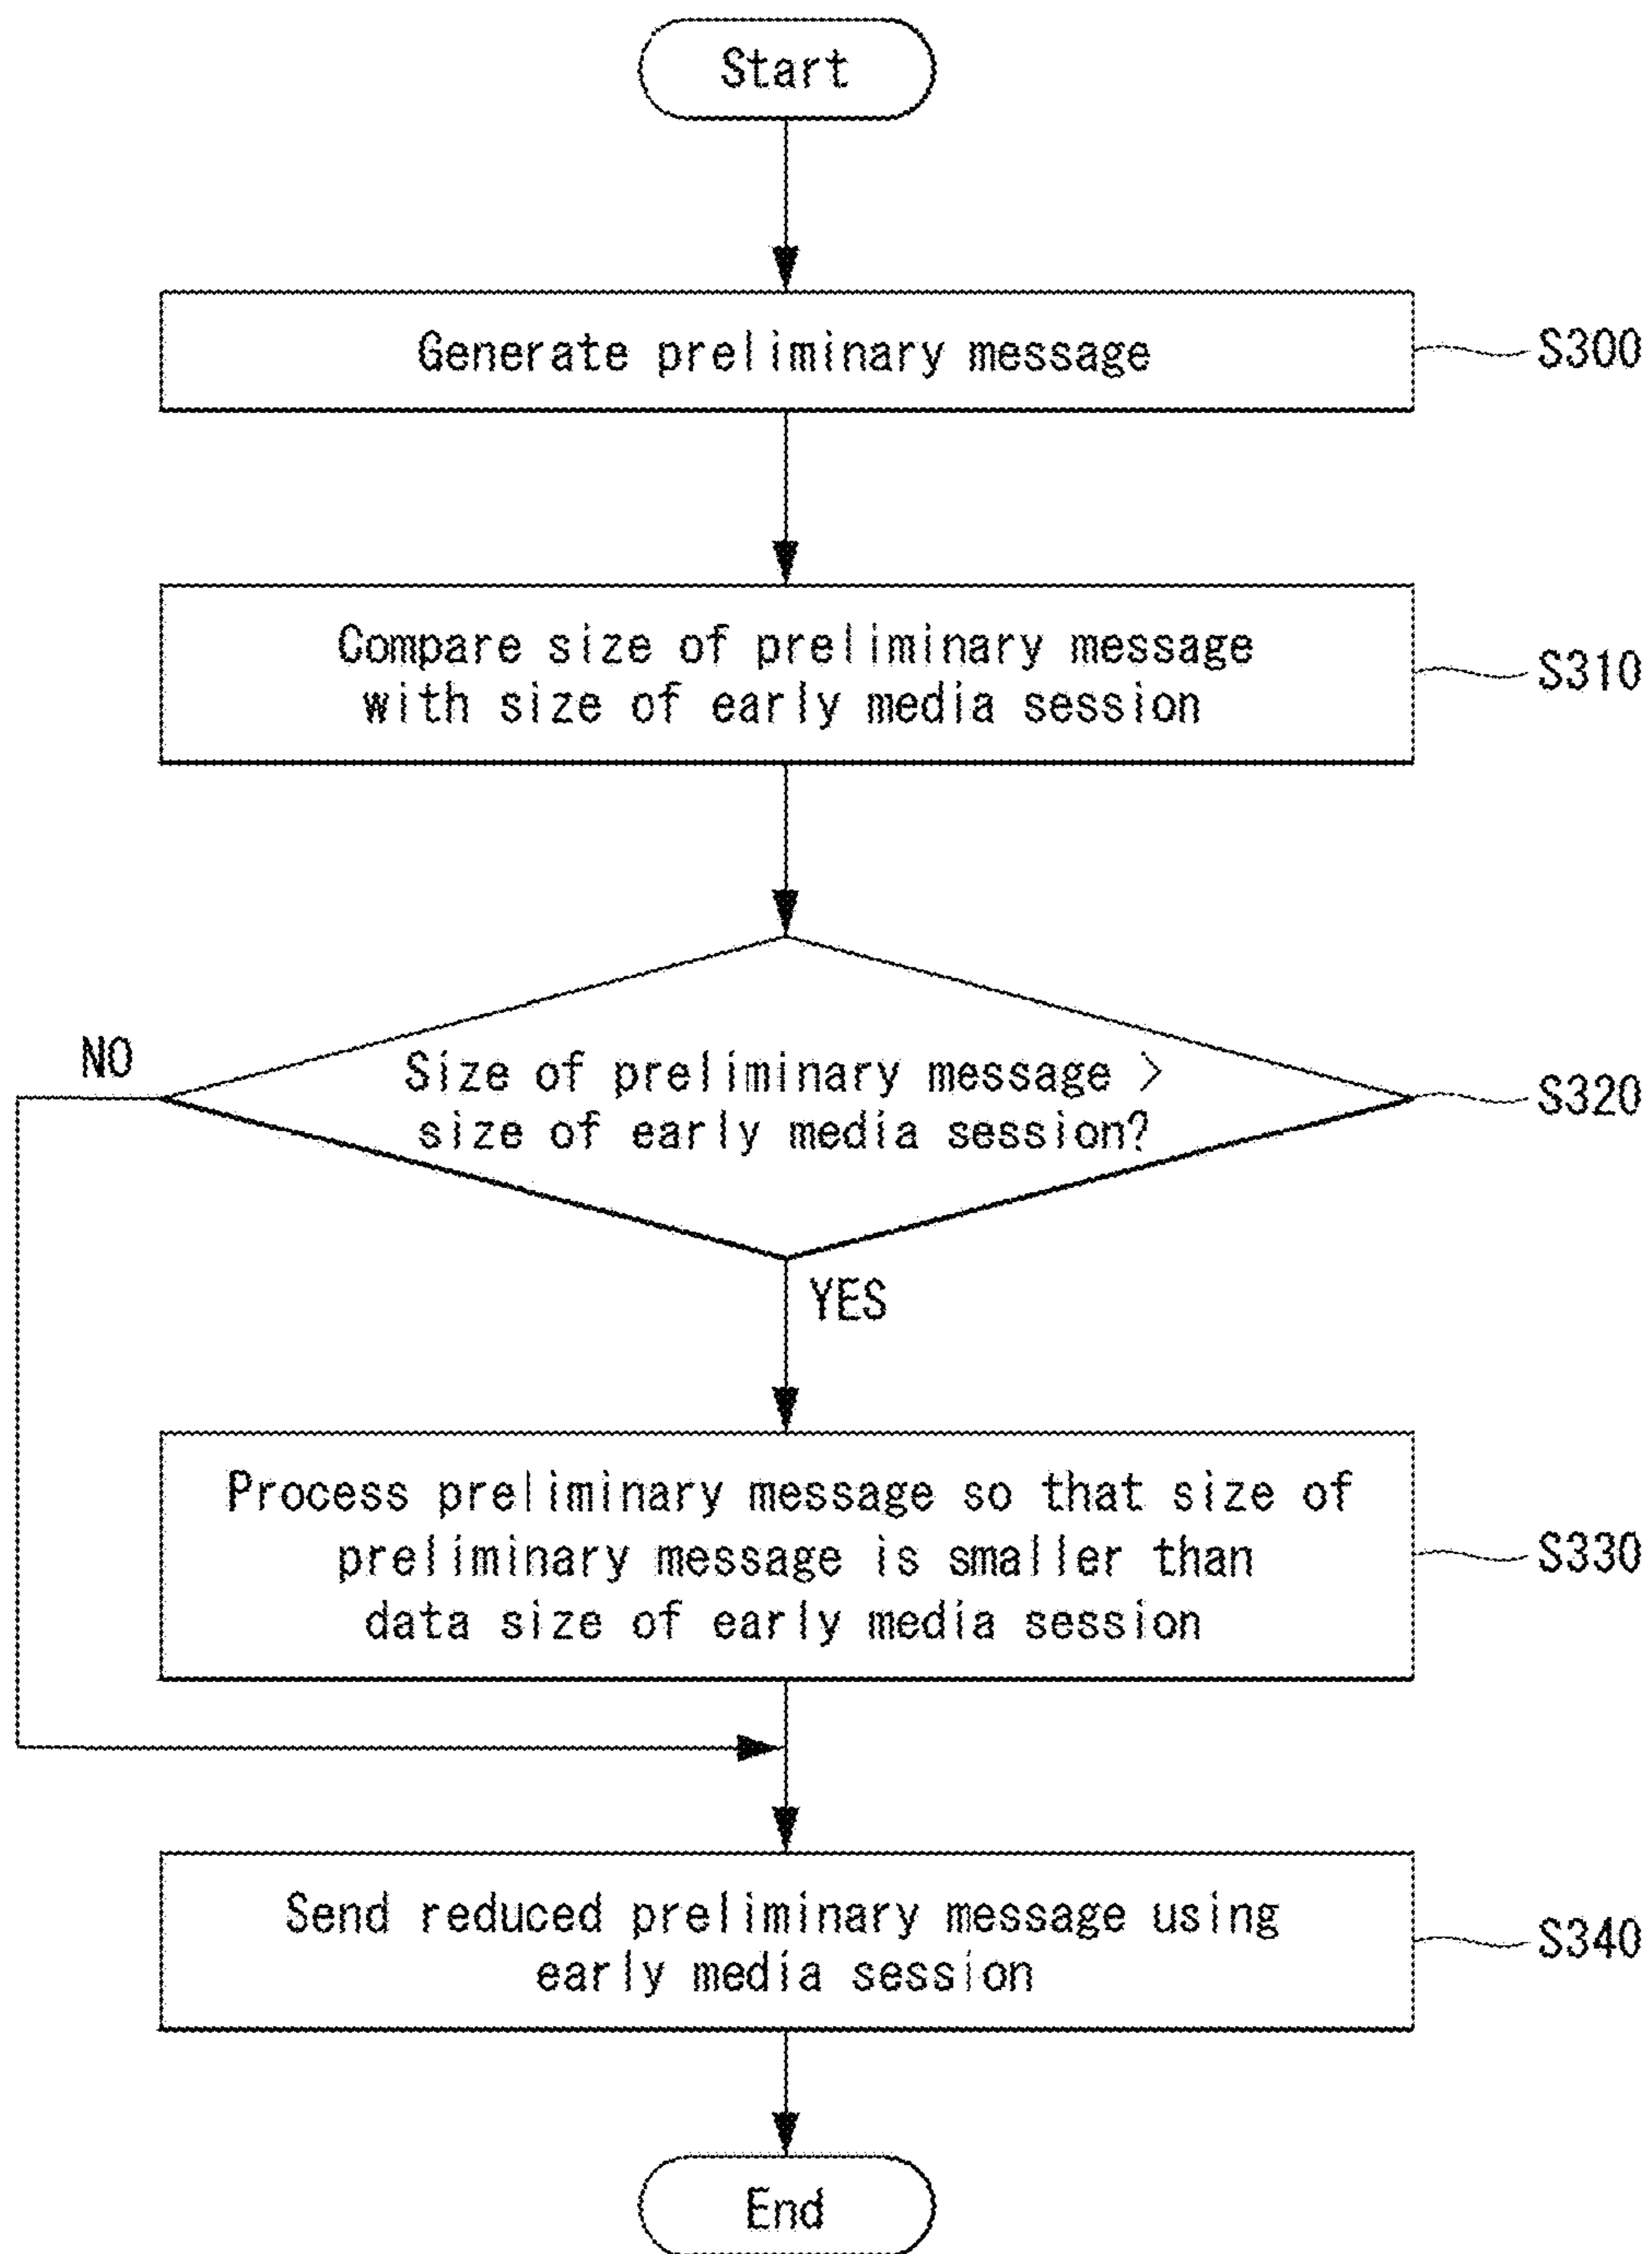 Start
Generate preliminary message
S300
Compare size of preliminary message
with size of early media session
S310
NO
Size of preliminary message >
size of early media session?
S320
YES
Process preliminary message so that size of
preliminary message is smaller than
data size of early media session
S330
Send reduced preliminary message using
early media session
S340
End